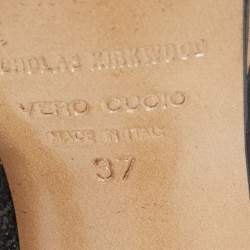 NICHOLAS KIRKWOOD
VERO CUOIO
MADE IN ITALY
37